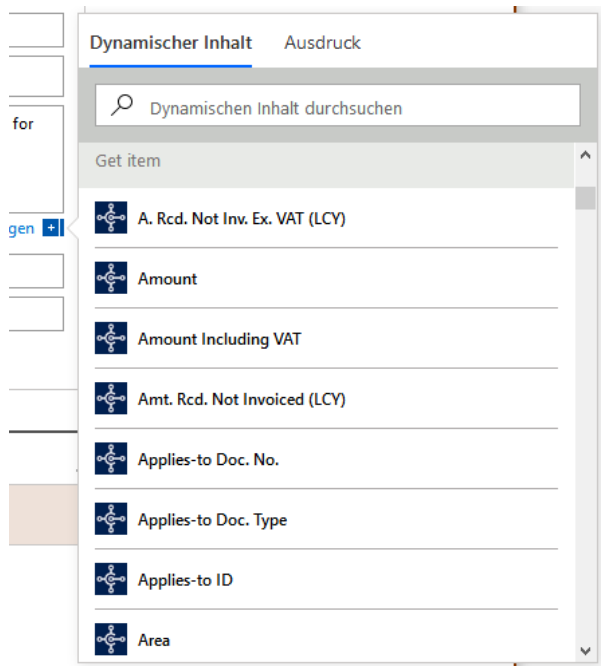 Dynamischer Inhalt Ausdruck
Dynamischen Inhalt durchsuchen
for
Get item
A. Rcd. Not Inv. Ex. VAT (LCY)
gen
Amount
Amount Including VAT
Amt. Rcd. Not Invoiced (LCY)
Applies-to Doc. No.
Applies-to Doc. Type
Applies-to ID
Area